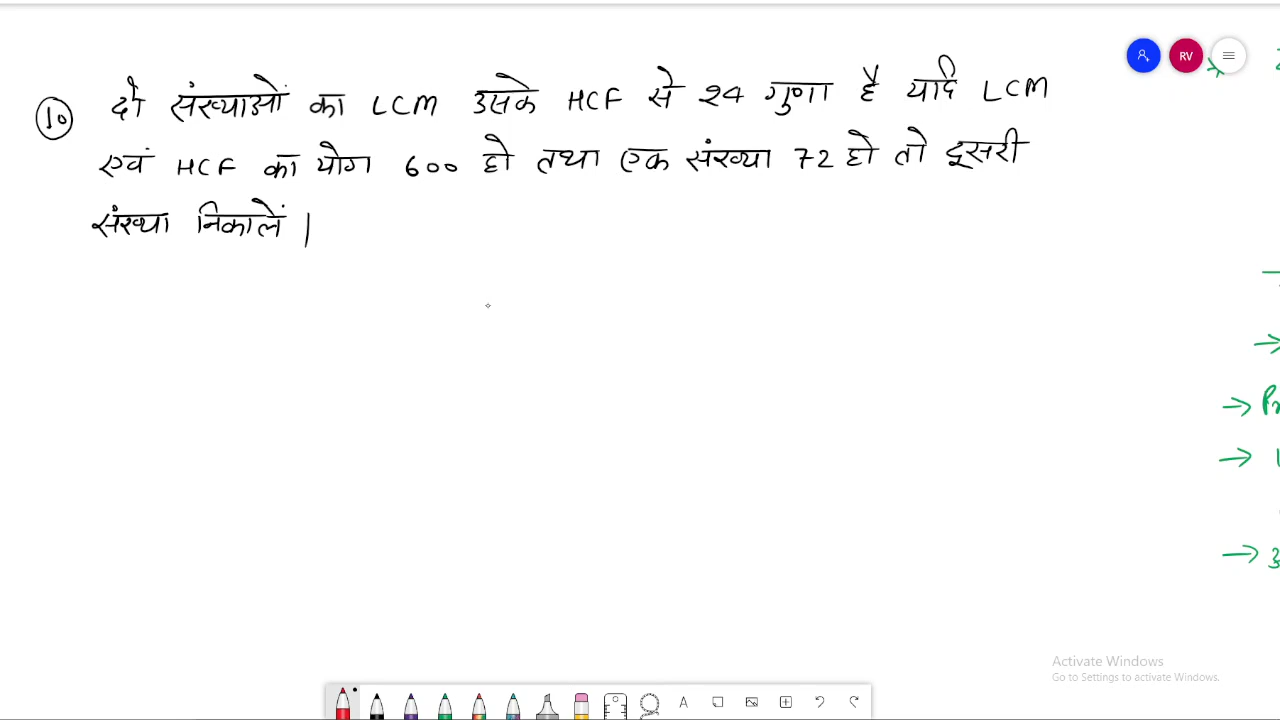 RV
10 दो संख्याओं का LCM उसके HCF से 24 गुणा है यदि LCM
एवं HCF का योग 600 हो तथा एक संख्या 72 हो तो दूसरी
संख्या निकालें |
Activate Windows
Go to Settings to activate Windows.
A